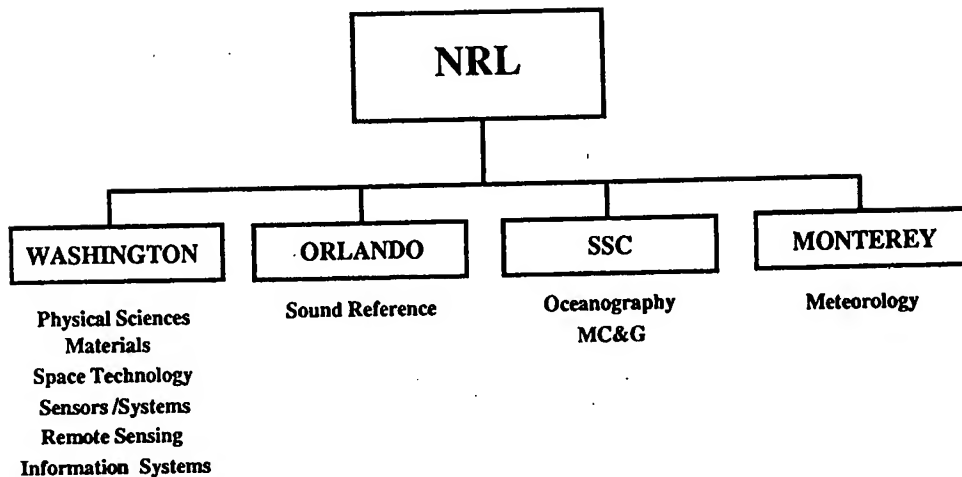 NRL
WASHINGTON
Physical Sciences
Materials
Space Technology
Sensors/Systems
Remote Sensing
Information Systems
ORLANDO
Sound Reference
SSC
Oceanography
MC&G
MONTEREY
Meteorology